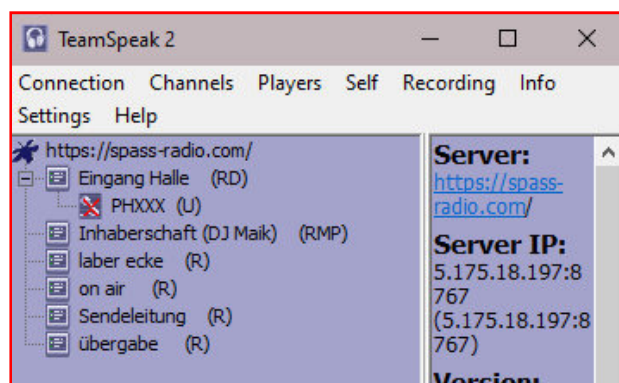 TeamSpeak 2
Connection Channels Players Self Recording Info
Settings Help
https://spass-radio.com/
Eingang Halle (RD)
PHXXX (U)
Inhaberschaft (DJ Maik) (RMP)
laber ecke (R)
on air (R)
Sendeleitung (R)
übergabe (R)
Server:
https://spass-
radio.com/
Server IP:
5.175.18.197:8
767
(5.175.18.197:8
767)
Version: